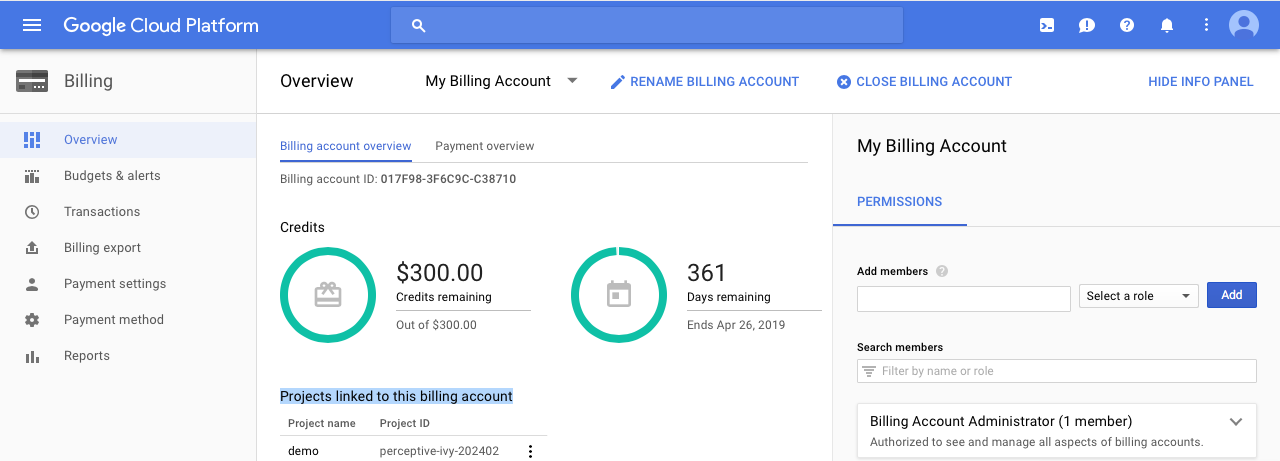 Google Cloud Platform
Billing
Overview
My Billing Account
RENAME BILLING ACCOUNT
CLOSE BILLING ACCOUNT
HIDE INFO PANEL
Overview
Budgets & alerts
Transactions
Billing export
Payment settings
Payment method
Reports
Billing account overview
Payment overview
Billing account ID: 017F98-3F6C9C-C38710
Credits
$300.00
Credits remaining
Out of $300.00
361
Days remaining
Ends Apr 26, 2019
Projects linked to this billing account
Project name
Project ID
demo
perceptive-ivy-202402
My Billing Account
PERMISSIONS
Add members
Select a role
Add
Search members
Filter by name or role
Billing Account Administrator (1 member)
Authorized to see and manage all aspects of billing accounts.